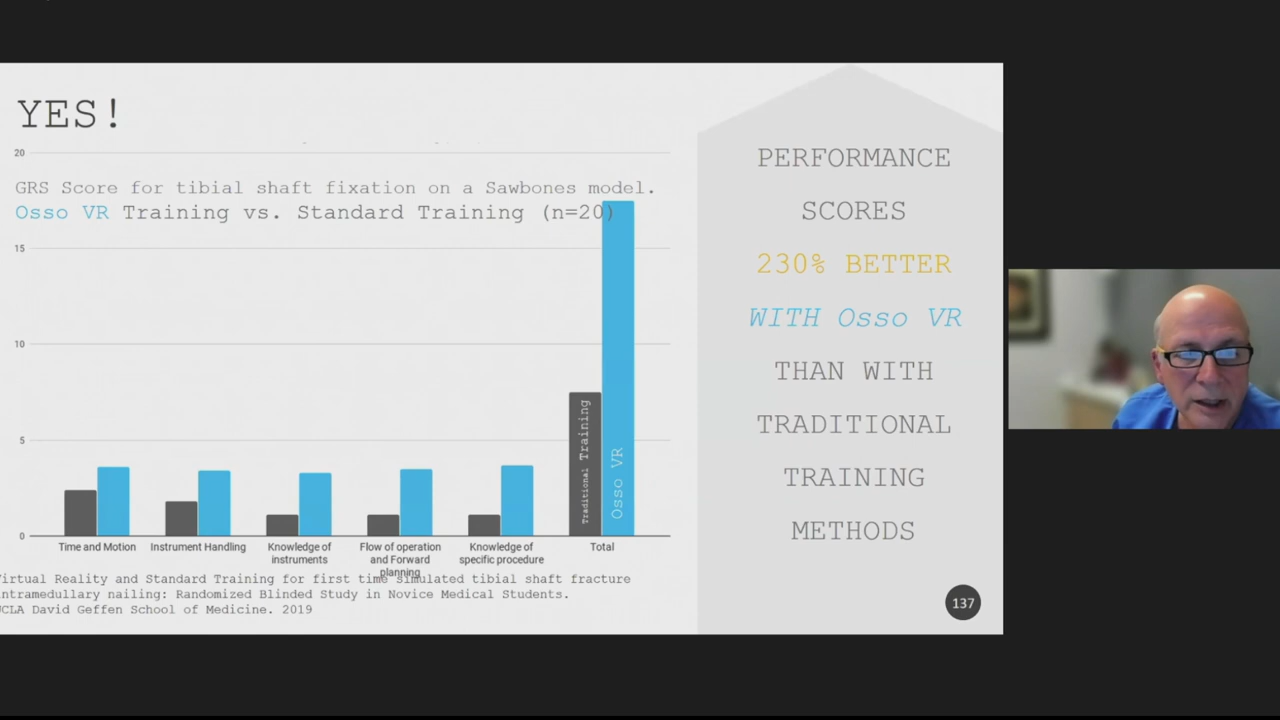 YES!
20
GRS Score for tibial shaft fixation on a Sawbones model.
Osso VR Training vs. Standard Training (n=20)
15
10
5
0
Traditional Training
Osso VR
Time and Motion
Instrument Handling
Knowledge of
instruments
Flow of operation
and Forward
planning
Knowledge of
specific procedure
Total
Virtual Reality and Standard Training for first time simulated tibial shaft fracture
intramedullary nailing: Randomized Blinded Study in Novice Medical Students.
UCLA David Geffen School of Medicine. 2019
PERFORMANCE
SCORES
230% BETTER
WITH Osso VR
THAN WITH
TRADITIONAL
TRAINING
METHODS
137